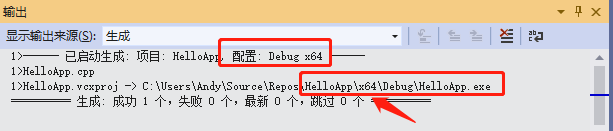 输出
显示输出来源(S): 生成
1>------ 已启动生成: 项目: HelloApp, 配置: Debug x64 ------
1>HelloApp.cpp
1>HelloApp.vcxproj -> C:\Users\Andy\Source\Repos\HelloApp\x64\Debug\HelloApp.exe
========== 生成: 成功 1 个，失败 0 个，最新 0 个，跳过 0 个 ==========